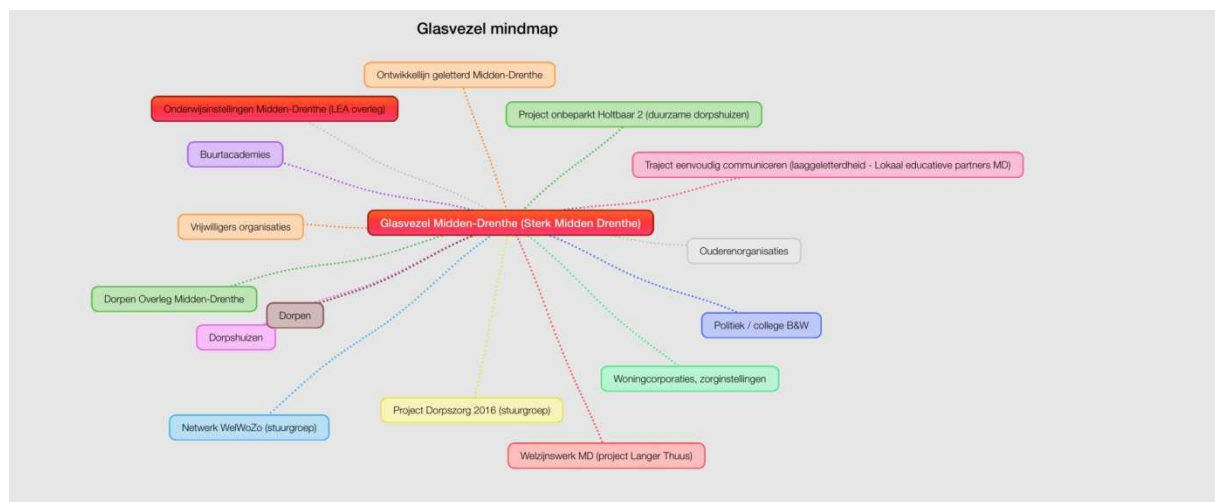 Glasvezel mindmap
Ontwikkellijn geletterd Midden-Drenthe
Onderwijsinstellingen Midden-Drenthe (LEA overleg)
Project onbeparkt Holtbaar 2 (duurzame dorpshuizen)
Buurtacademies
Traject eenvoudig communiceren (laaggeletterdheid - Lokaal educatieve partners MD)
Glasvezel Midden-Drenthe (Sterk Midden Drenthe)
Vrijwilligers organisaties
Ouderenorganisaties
Dorpen Overleg Midden-Drenthe
Dorpen
Dorpshuizen
Politiek / college B&W
Woningcorporaties, zorginstellingen
Project Dorpszorg 2016 (stuurgroep)
Netwerk WelWoZo (stuurgroep)
Welzijnswerk MD (project Langer Thuus)